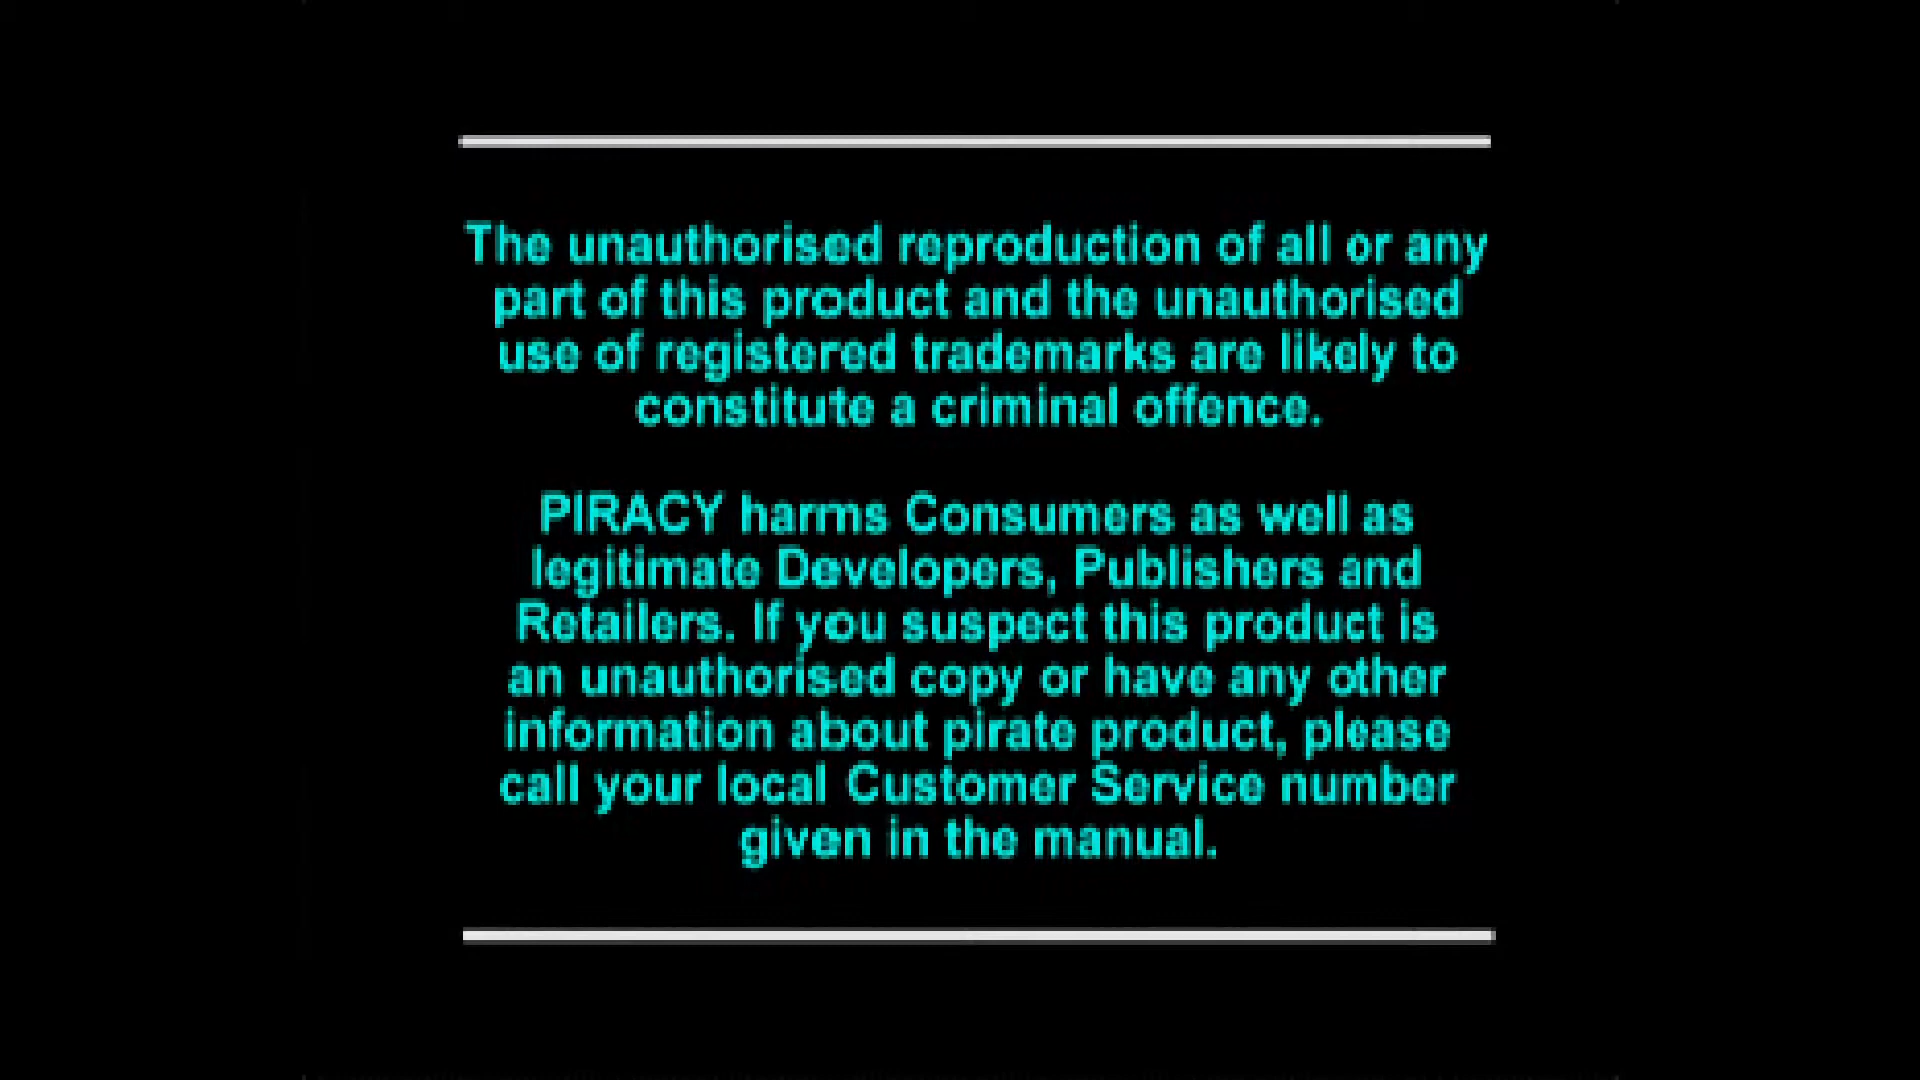 The unauthorised reproduction of all or any
part of this product and the unauthorised
use of registered trademarks are likely to
constitute a criminal offence.
PIRACY harms Consumers as well as
legitimate Developers, Publishers and
Retailers. If you suspect this product is
an unauthorised copy or have any other
information about pirate product, please
call your local Customer Service number
given in the manual.